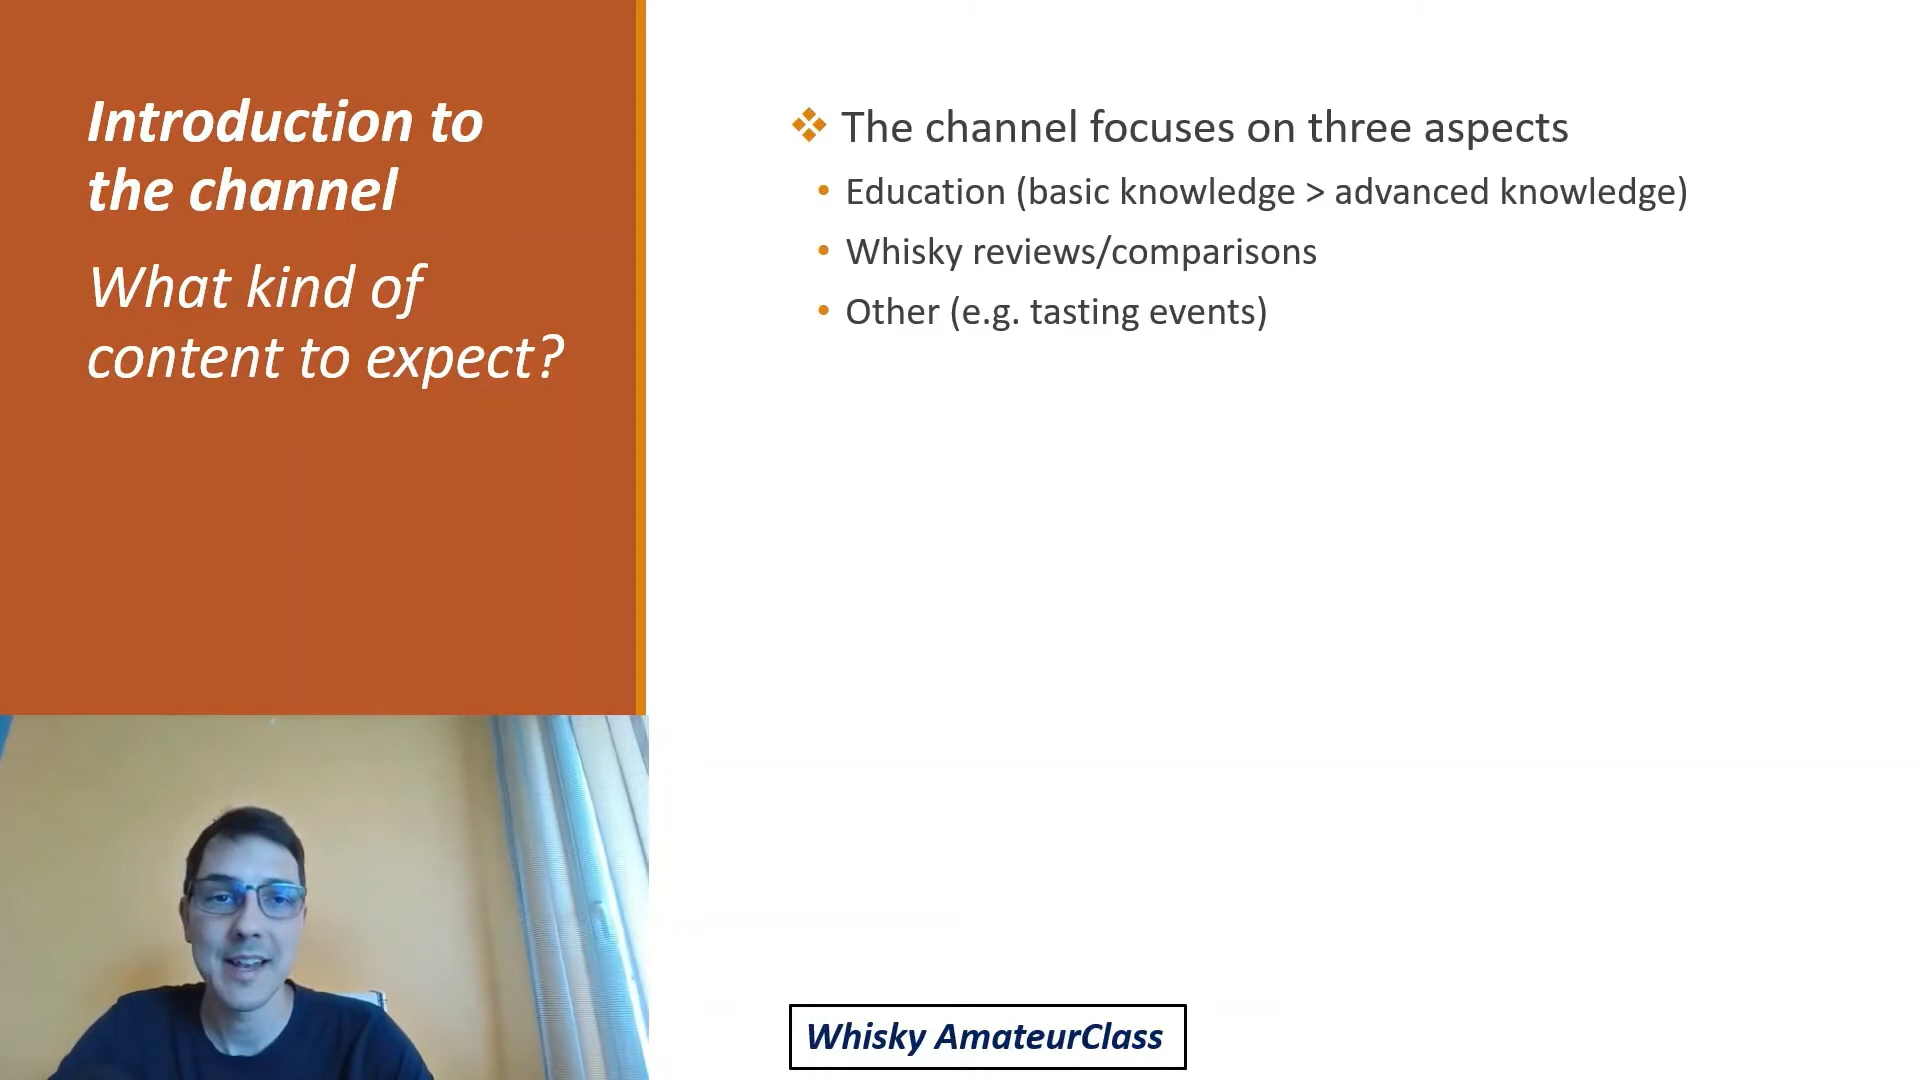 Introduction to
the channel
What kind of
content to expect?
❖ The channel focuses on three aspects
• Education (basic knowledge > advanced knowledge)
• Whisky reviews/comparisons
• Other (e.g. tasting events)
Whisky AmateurClass